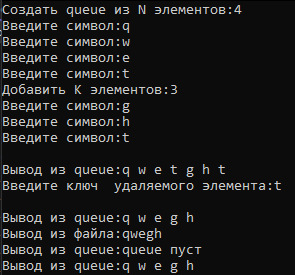 Создать queue из N элементов:4
Введите символ:q
Введите символ:w
Введите символ:e
Введите символ:t
Добавить K элементов:3
Введите символ:g
Введите символ:h
Введите символ:t
Вывод из queue:q w e t g h t
Введите ключ  удаляемого элемента:t
Вывод из queue:q w e g h
Вывод из файла:qwegh
Вывод из queue:queue пуст
Вывод из queue:q w e g h